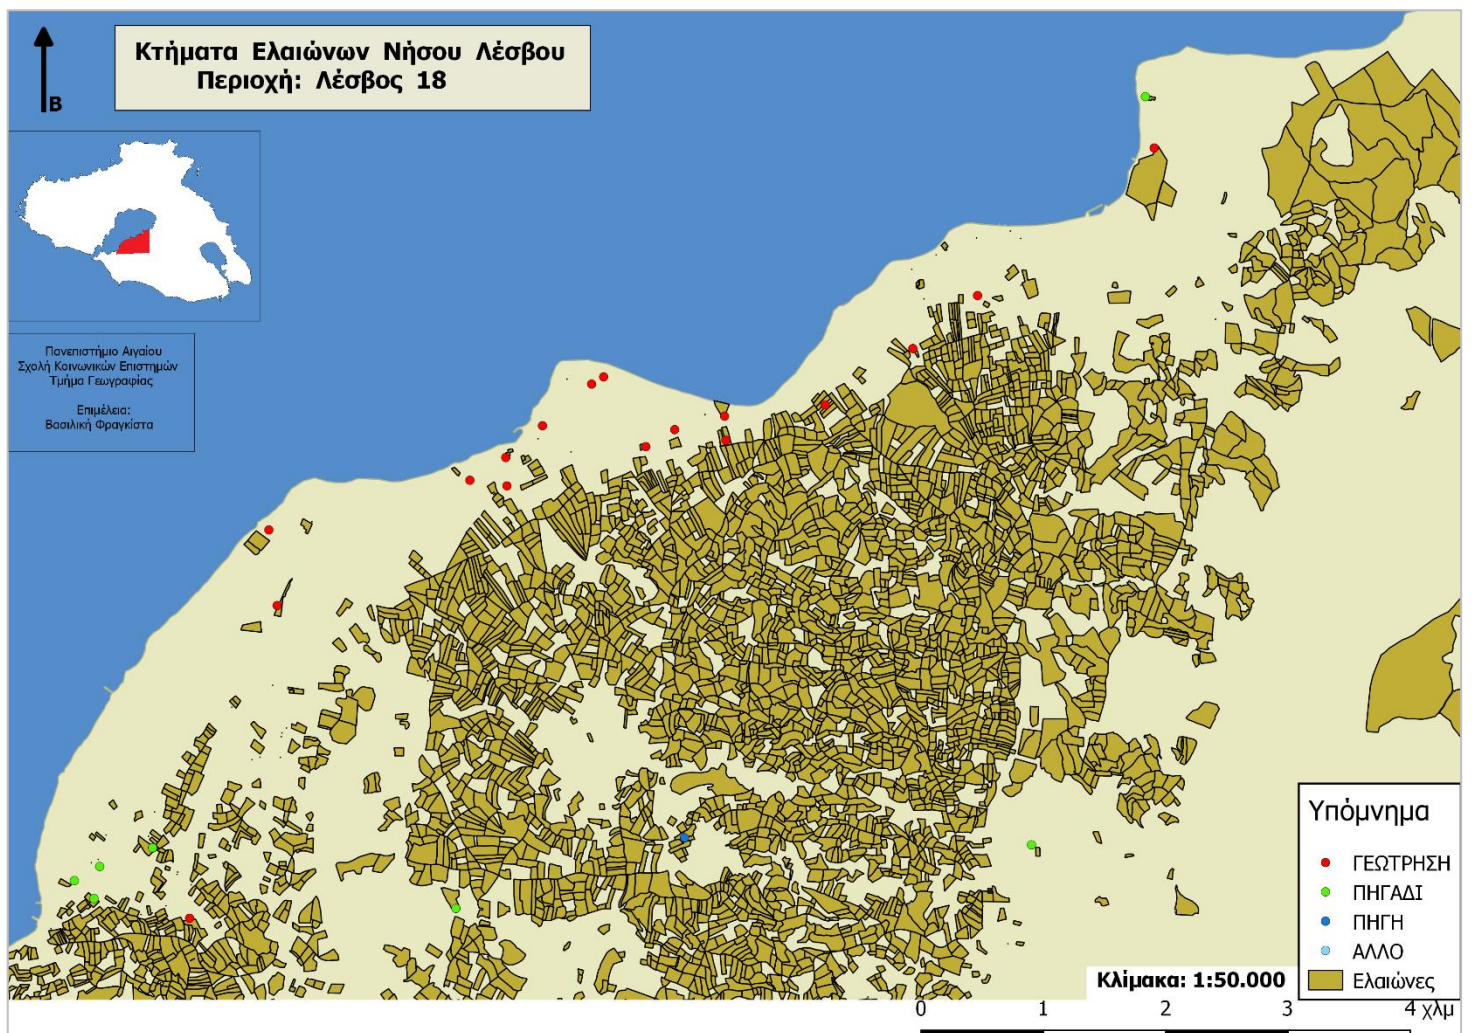 Κτήματα Ελαιώνων Νήσου Λέσβου
Περιοχή: Λέσβος 18
Β
Πανεπιστήμιο Αιγαίου
Σχολή Κοινωνικών Επιστημών
Τμήμα Γεωγραφίας
Επιμέλεια:
Βασιλική Φραγκίστα
Υπόμνημα
ΓΕΩΤΡΗΣΗ
ΠΗΓΑΔΙ
ΠΗΓΗ
ΑΛΛΟ
Ελαιώνες
Κλίμακα: 1:50.000
0 1 2 3 4 χλμ